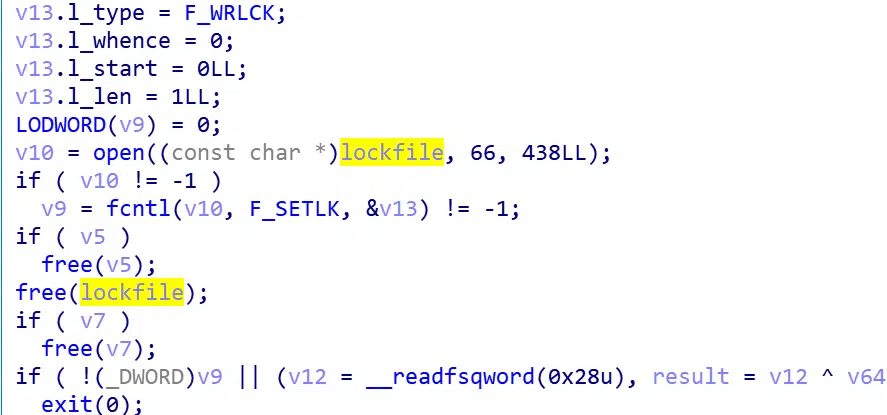 v13.l_type = F_WRLCK;
v13.l_whence = 0;
v13.l_start = 0LL;
v13.l_len = 1LL;
LODWORD(v9) = 0;
v10 = open((const char *)lockfile, 66, 438LL);
if ( v10 != -1 )
v9 = fcntl(v10, F_SETLK, &v13) != -1;
if ( v5 )
free(v5);
free(lockfile);
if ( v7 )
free(v7);
if ( !(_DWORD)v9 || (v12 = __readfsqword(0x28u), result = v12 ^ v64
exit(0);